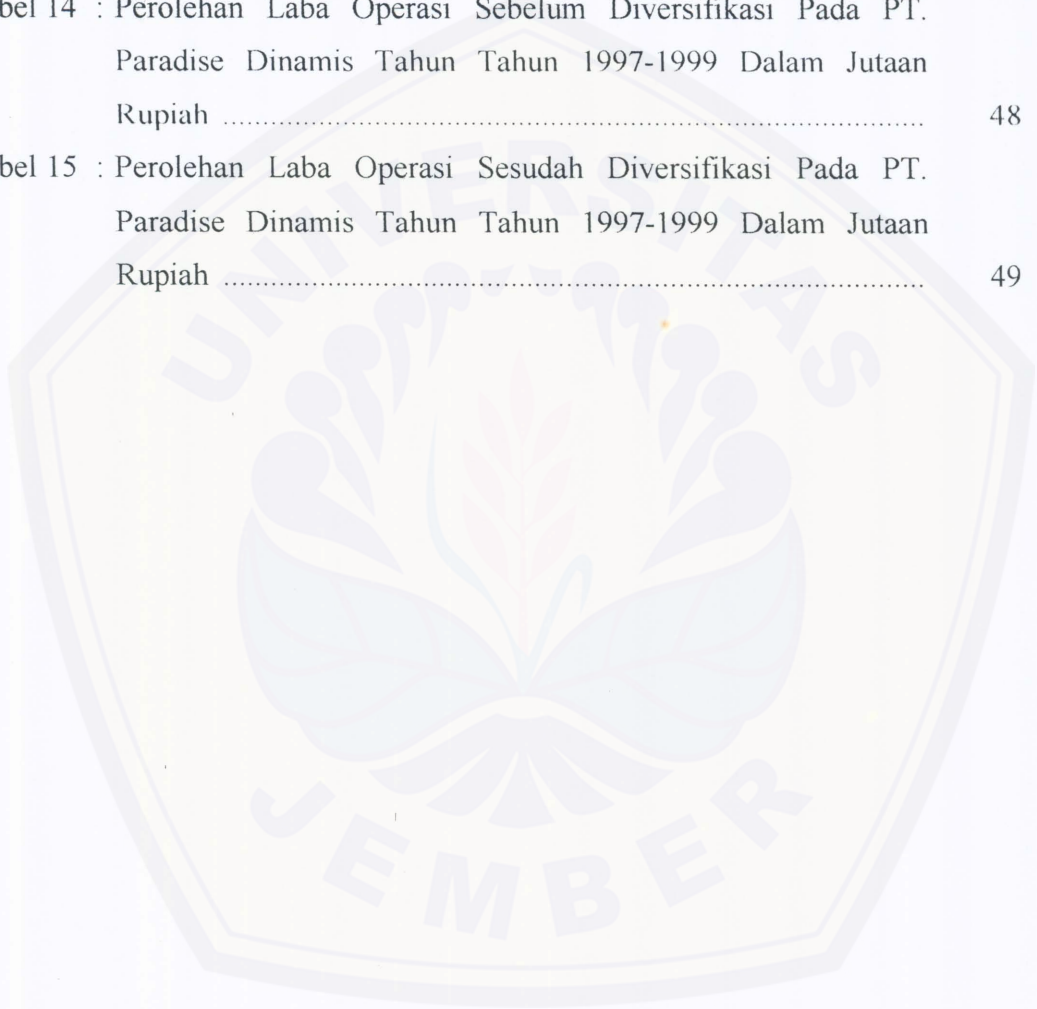 bel 14 : Perolehan Laba Operasi Sebelum Diversifikasi Pada PT.
Paradise Dinamis Tahun Tahun 1997-1999 Dalam Jutaan
Rupiah ........................................................................ 48
bel 15 : Perolehan Laba Operasi Sesudah Diversifikasi Pada PT.
Paradise Dinamis Tahun Tahun 1997-1999 Dalam Jutaan
Rupiah ........................................................................ 49
UNIVERSITAS
JEMBER